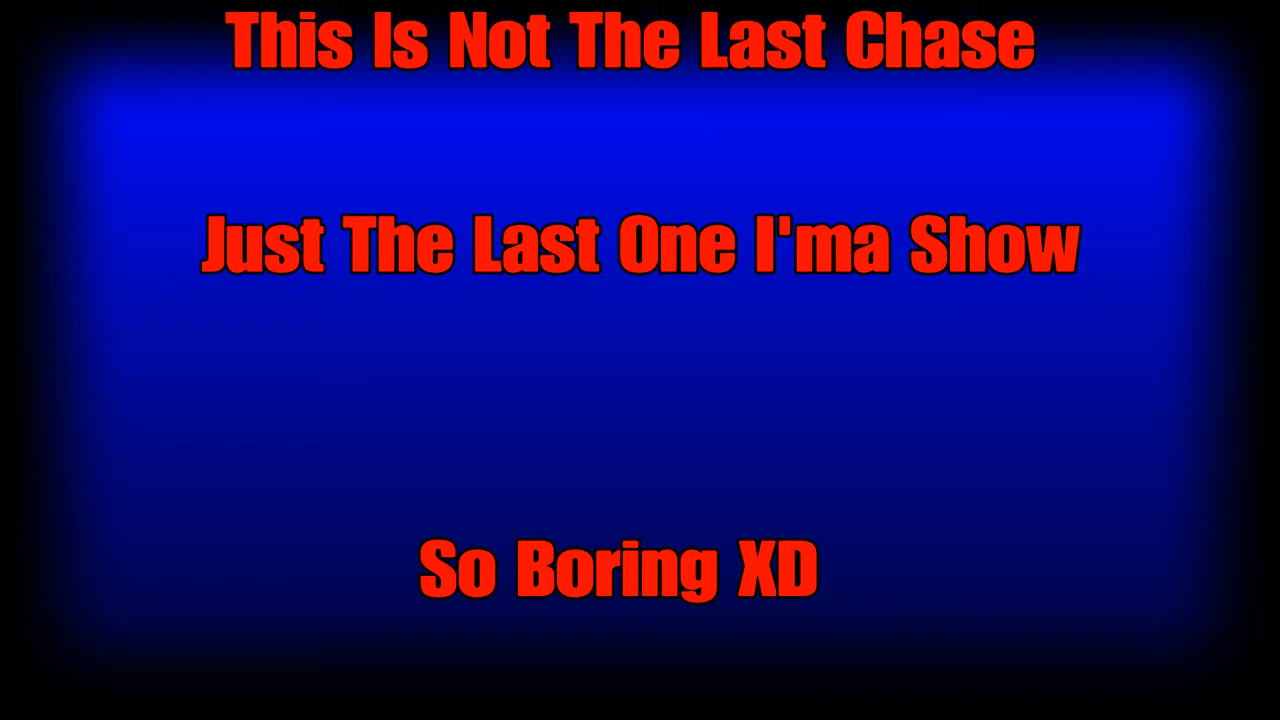 This Is Not The Last Chase
Just The Last One I'ma Show
So Boring XD